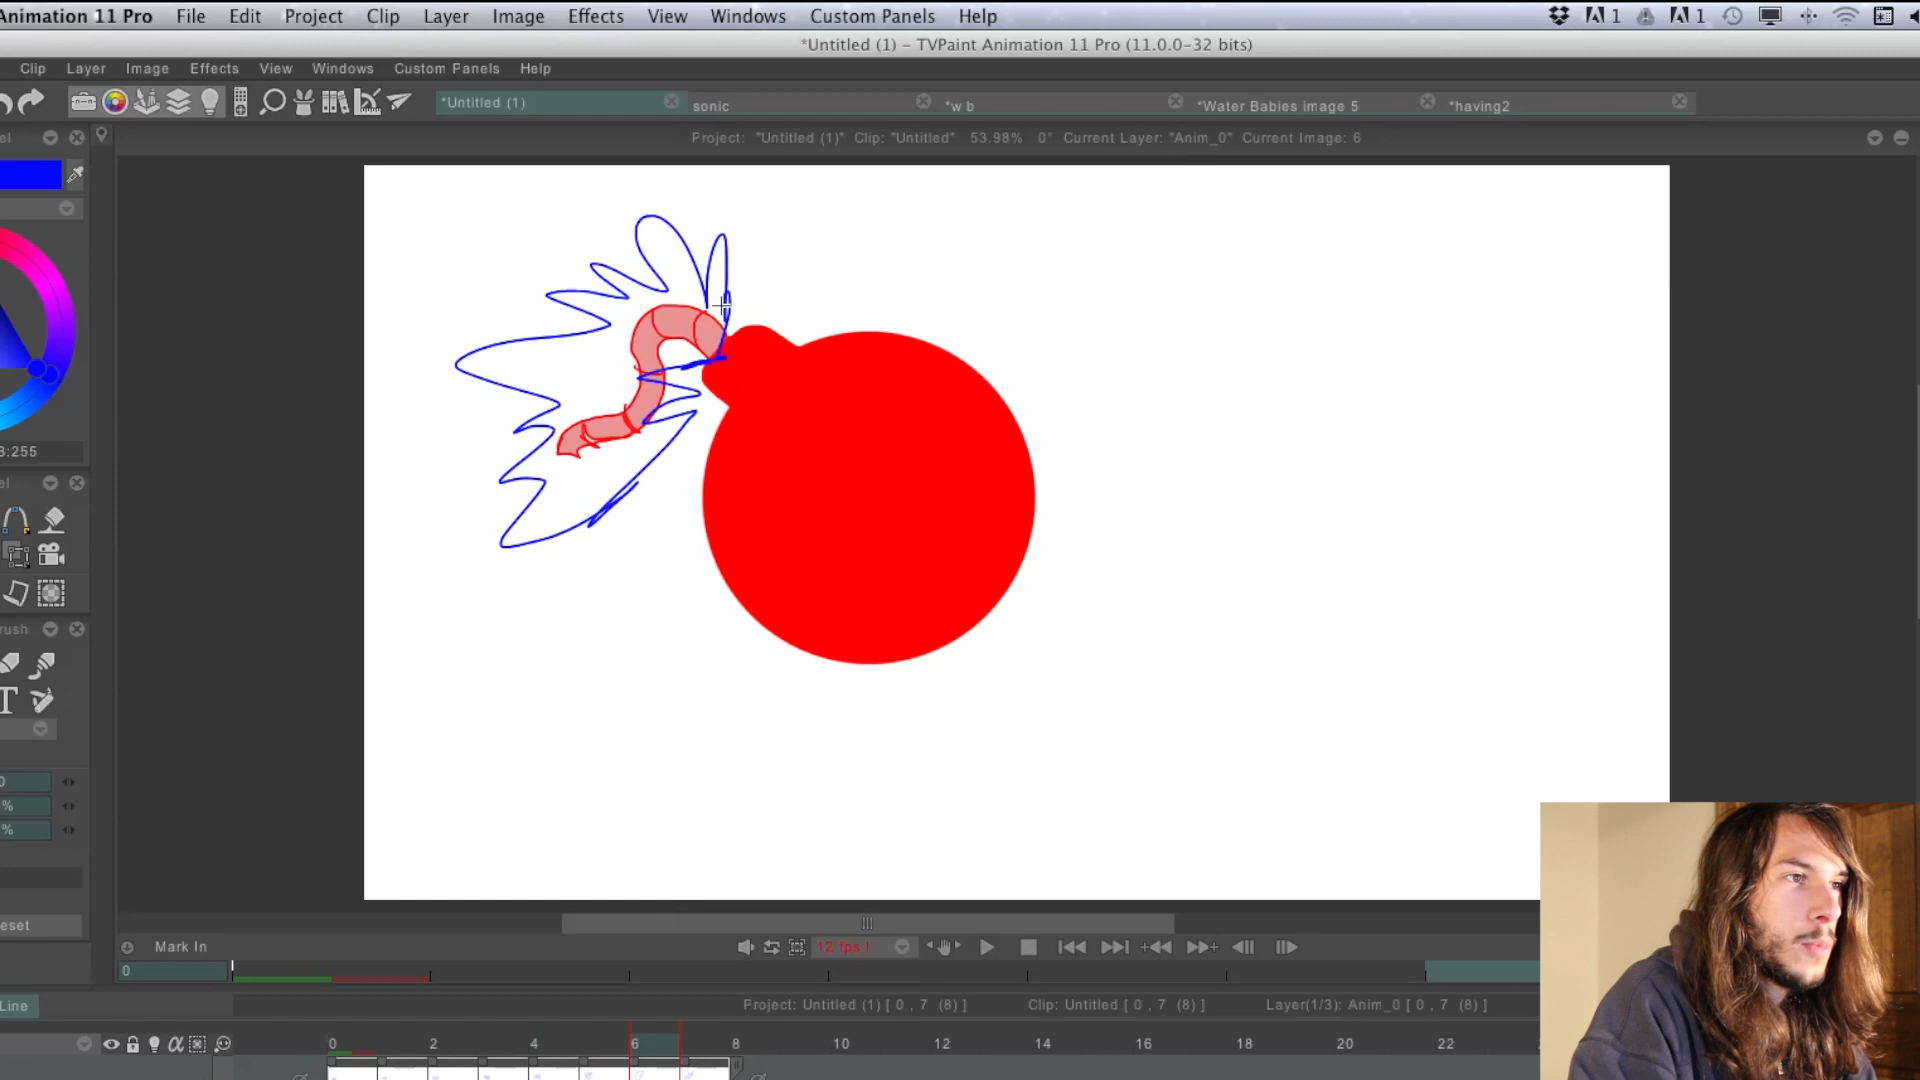 Animation 11 Pro File Edit Project Clip Layer Image Effects View Windows Custom Panels Help 1 1
*Untitled (1) - TVPaint Animation 11 Pro (11.0.0-32 bits)
Clip Layer Image Effects View Windows Custom Panels Help
*Untitled (1) sonic *w b *Water Babies image 5 *having2
Project: "Untitled (1)" Clip: "Untitled" 53.98% 0° Current Layer: "Anim_0" Current Image: 6
:255
T
%
%
eset
Mark In 12 fps !
0
Line Project: Untitled (1) [ 0 , 7 (8) ] Clip: Untitled [ 0 , 7 (8) ] Layer(1/3): Anim_0 [ 0 , 7 (8) ]
0 2 4 6 8 10 12 14 16 18 20 22